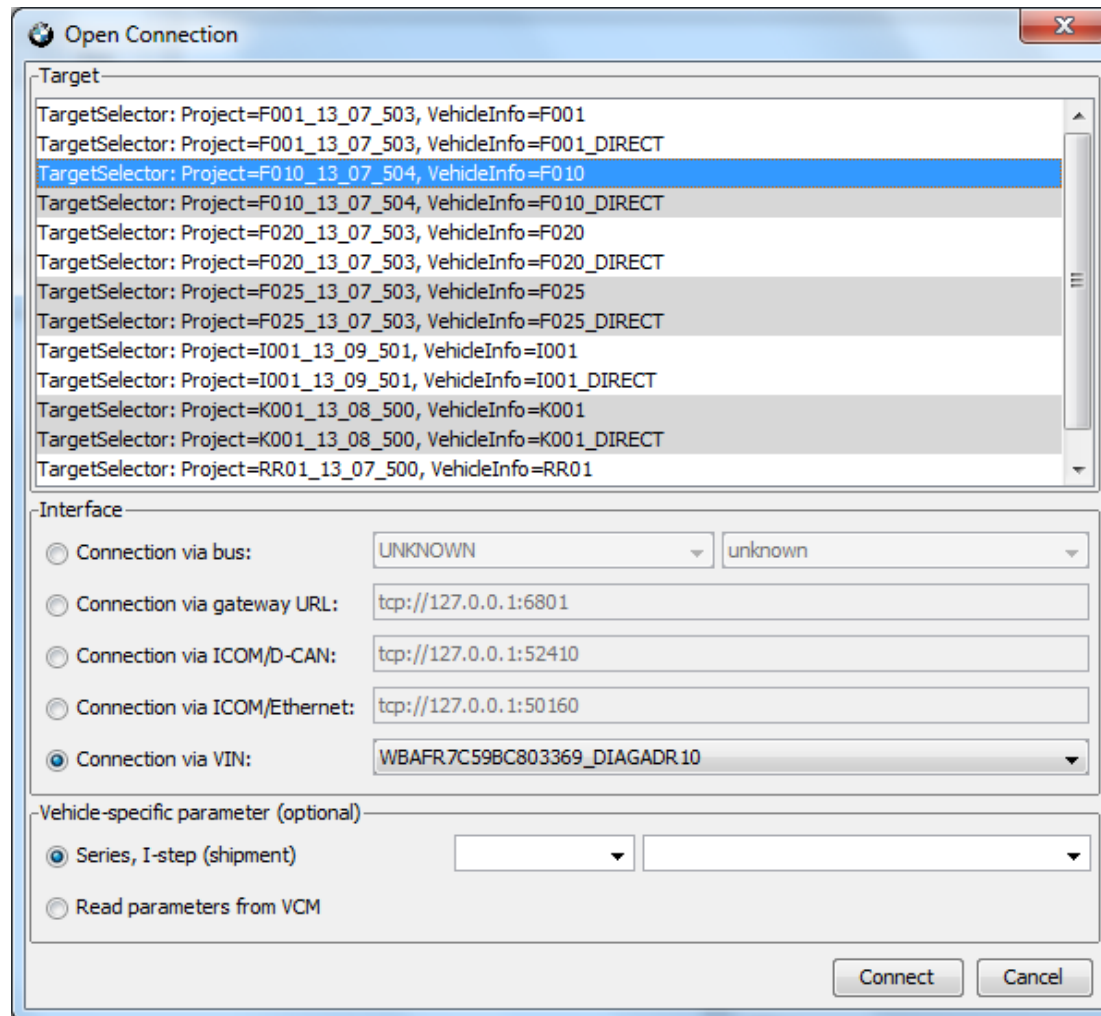 Open Connection
Target
TargetSelector: Project=F001_13_07_503, VehicleInfo=F001
TargetSelector: Project=F001_13_07_503, VehicleInfo=F001_DIRECT
TargetSelector: Project=F010_13_07_504, VehicleInfo=F010
TargetSelector: Project=F010_13_07_504, VehicleInfo=F010_DIRECT
TargetSelector: Project=F020_13_07_503, VehicleInfo=F020
TargetSelector: Project=F020_13_07_503, VehicleInfo=F020_DIRECT
TargetSelector: Project=F025_13_07_503, VehicleInfo=F025
TargetSelector: Project=F025_13_07_503, VehicleInfo=F025_DIRECT
TargetSelector: Project=I001_13_09_501, VehicleInfo=I001
TargetSelector: Project=I001_13_09_501, VehicleInfo=I001_DIRECT
TargetSelector: Project=K001_13_08_500, VehicleInfo=K001
TargetSelector: Project=K001_13_08_500, VehicleInfo=K001_DIRECT
TargetSelector: Project=RR01_13_07_500, VehicleInfo=RR01
Interface
Connection via bus: UNKNOWN unknown
Connection via gateway URL: tcp://127.0.0.1:6801
Connection via ICOM/D-CAN: tcp://127.0.0.1:52410
Connection via ICOM/Ethernet: tcp://127.0.0.1:50160
Connection via VIN: WBAFR7C59BC803369_DIAGADR10
Vehicle-specific parameter (optional)
Series, I-step (shipment)
Read parameters from VCM
Connect Cancel